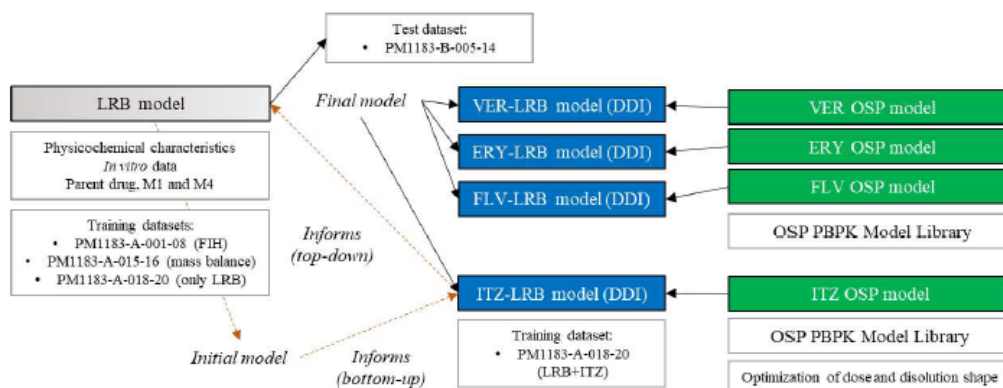 Test dataset:
• PM1183-B-005-14
LRB model
Physicochemical characteristics
In vitro data
Parent drug, M1 and M4
Training datasets:
• PM1183-A-001-08 (FIH)
• PM1183-A-015-16 (mass balance)
• PM1183-A-018-20 (only LRB)
Final model
Informs
(top-down)
Initial model
Informs
(bottom-up)
VER-LRB model (DDI)
ERY-LRB model (DDI)
FLV-LRB model (DDI)
ITZ-LRB model (DDI)
Training dataset:
• PM1183-A-018-20
(LRB+ITZ)
VER OSP model
ERY OSP model
FLV OSP model
OSP PBPK Model Library
ITZ OSP model
OSP PBPK Model Library
Optimization of dose and disolution shape